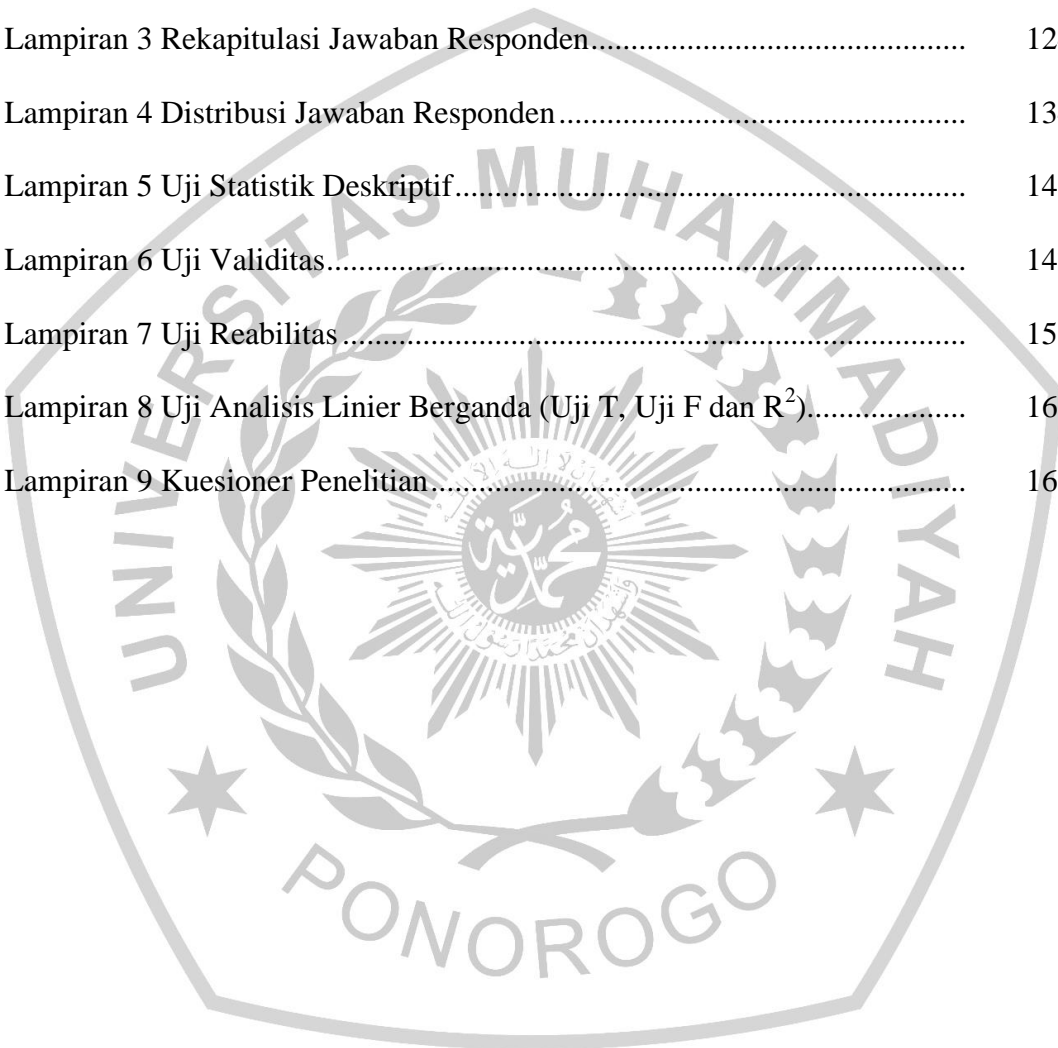 Lampiran 3 Rekapitulasi Jawaban Responden.............................................. 12
Lampiran 4 Distribusi Jawaban Responden.................................................. 13
Lampiran 5 Uji Statistik Deskriptif............................................................... 14
Lampiran 6 Uji Validitas............................................................................... 14
Lampiran 7 Uji Reabilitas............................................................................. 15
Lampiran 8 Uji Analisis Linier Berganda (Uji T, Uji F dan R²)................... 16
Lampiran 9 Kuesioner Penelitian.................................................................. 16
UNIVERSITAS MUHAMMADIYAH
PONOROGO